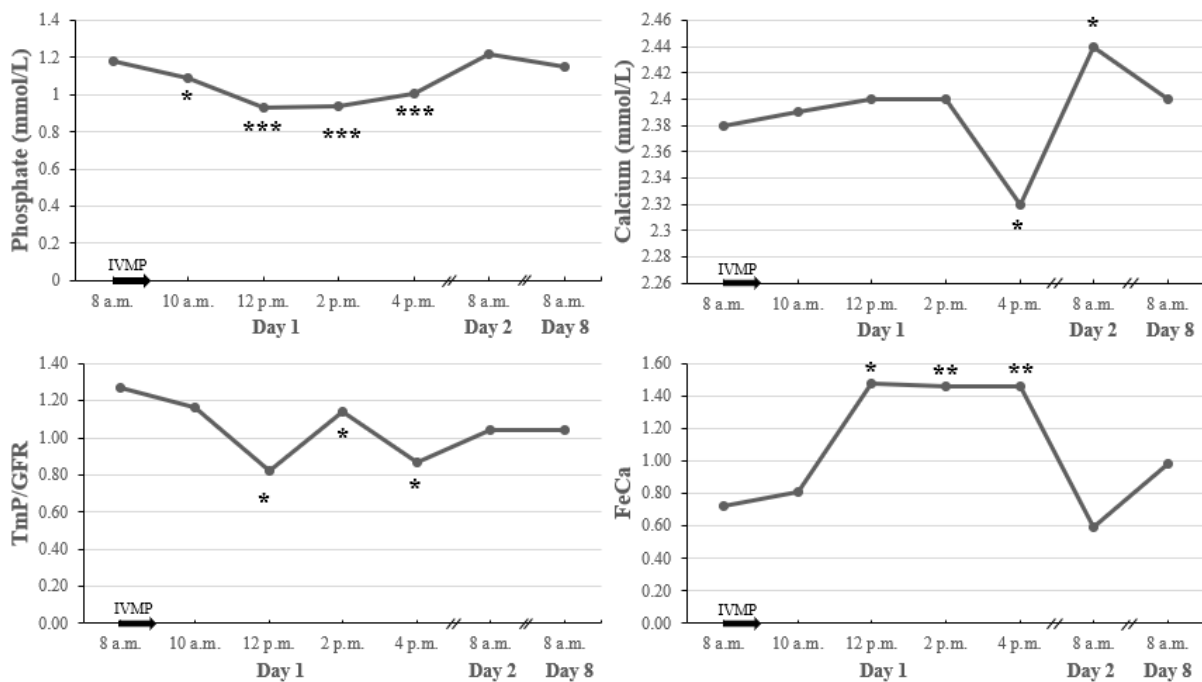 Phosphate (mmol/L)
1.4
1.2
1
0.8
0.6
0.4
0.2
0
*
***
***
***
IVMP
8 a.m.
10 a.m.
12 p.m.
2 p.m.
4 p.m.
8 a.m.
8 a.m.
Day 1
Day 2
Day 8
Calcium (mmol/L)
2.46
2.44
2.42
2.4
2.38
2.36
2.34
2.32
2.3
2.28
2.26
*
*
IVMP
8 a.m.
10 a.m.
12 p.m.
2 p.m.
4 p.m.
8 a.m.
8 a.m.
Day 1
Day 2
Day 8
TmP/GFR
1.40
1.20
1.00
0.80
0.60
0.40
0.20
0.00
*
*
*
IVMP
8 a.m.
10 a.m.
12 p.m.
2 p.m.
4 p.m.
8 a.m.
8 a.m.
Day 1
Day 2
Day 8
FeCa
1.60
1.40
1.20
1.00
0.80
0.60
0.40
0.20
0.00
*
**
**
IVMP
8 a.m.
10 a.m.
12 p.m.
2 p.m.
4 p.m.
8 a.m.
8 a.m.
Day 1
Day 2
Day 8